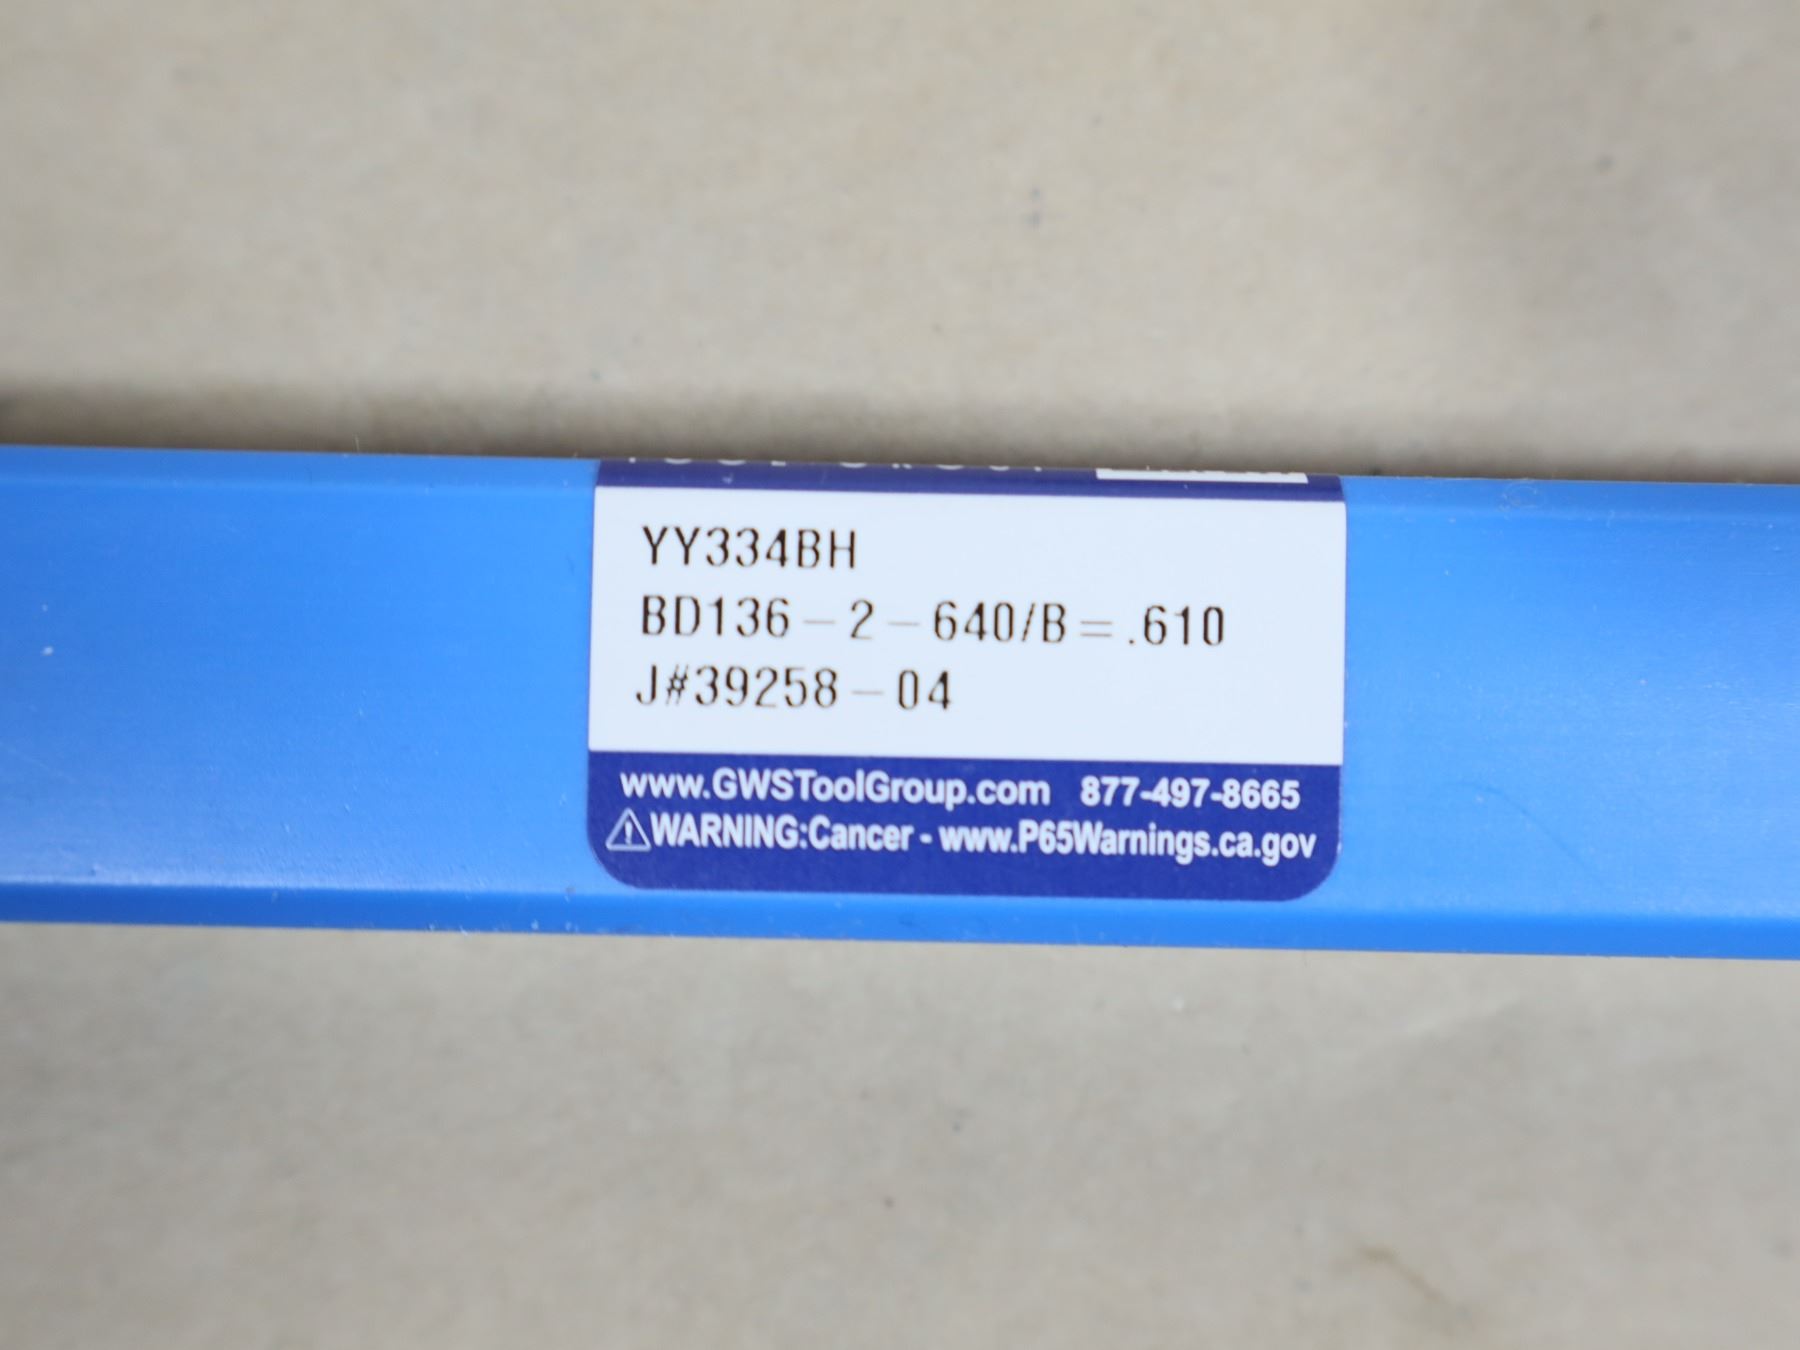 YY334BH
BD136-2-640/B=.610
J#39258-04
www.GWSToolGroup.com 877-497-8665
⚠WARNING:Cancer - www.P65Warnings.ca.gov